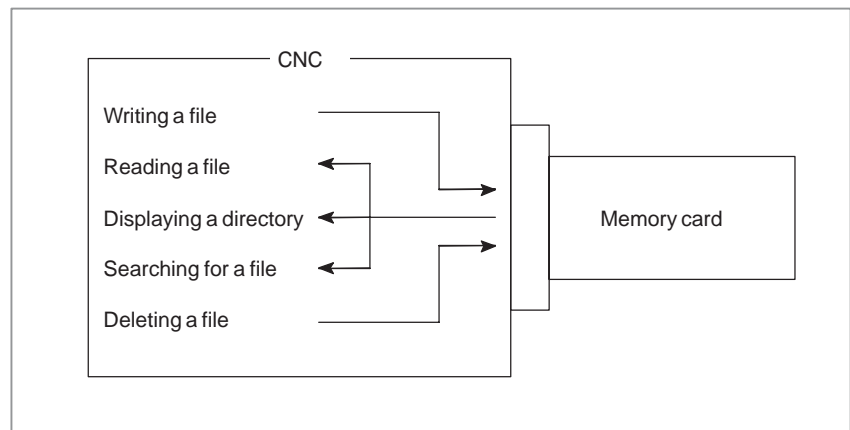 CNC
Writing a file
Reading a file
Displaying a directory
Memory card
Searching for a file
Deleting a file